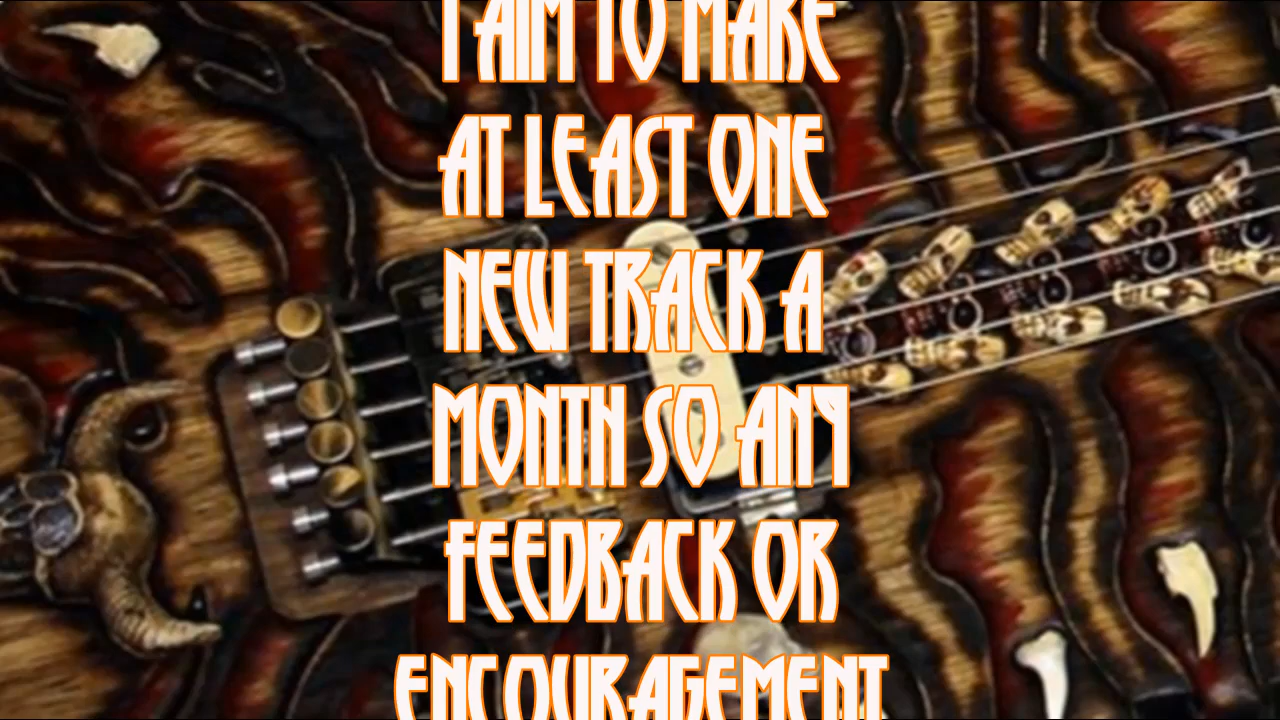 I AIM TO MAKE
AT LEAST ONE
NEW TRACK A
MONTH SO ANY
FEEDBACK OR
ENCOURAGEMENT